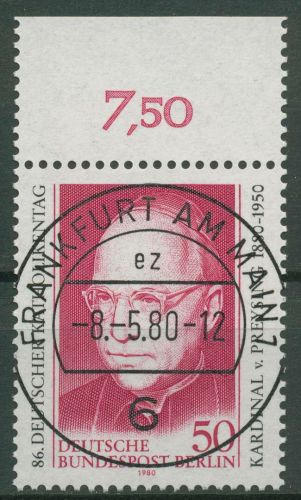 7,50
86. DEUTSCHER KATHOLIKENTAG
KARDINAL v. PREYSING 1880-1950
FRANKFURT AM MAIN 7
ez
-8.-5.80-12
6
50
DEUTSCHE
BUNDESPOST BERLIN
1980